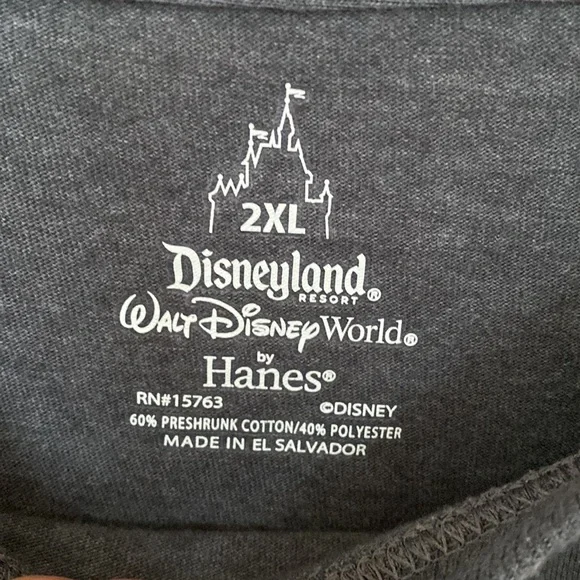 2XL
Disneyland®
RESORT
WALT DISNEY World®
by
Hanes®
RN#15763 ©DISNEY
60% PRESHRUNK COTTON/40% POLYESTER
MADE IN EL SALVADOR